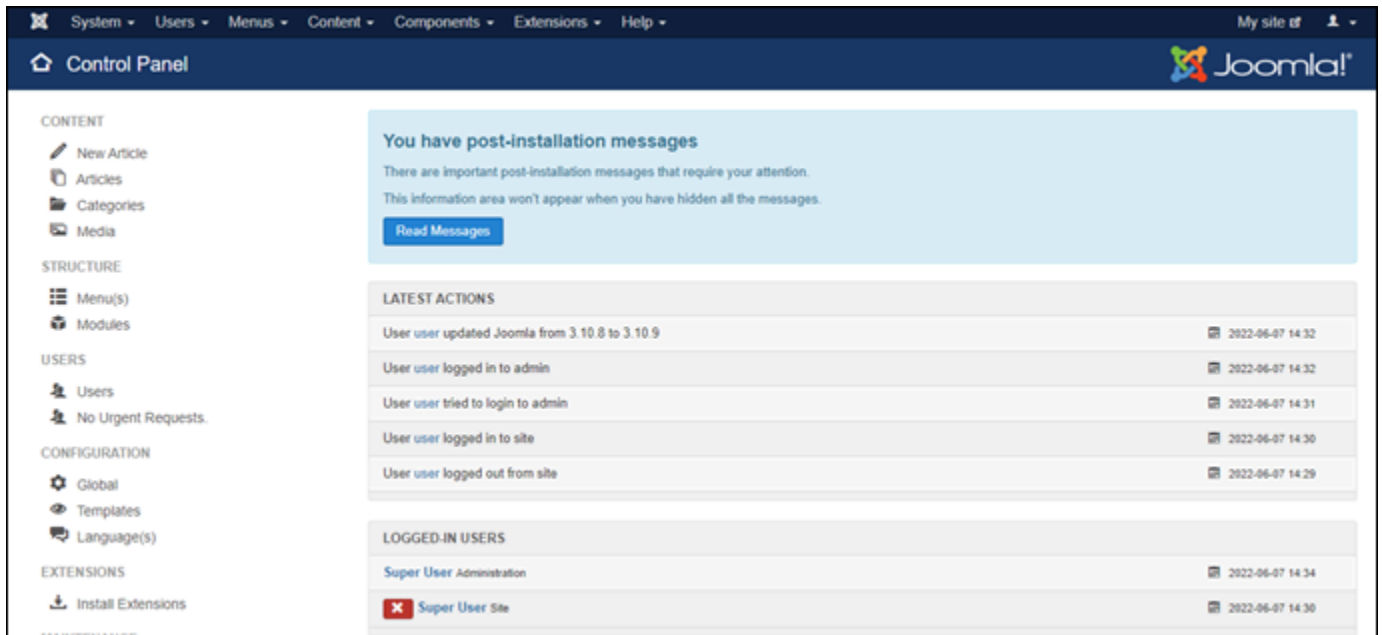 System Users Menus Content Components Extensions Help My site
Control Panel
Joomla!®
CONTENT
New Article
Articles
Categories
Media
STRUCTURE
Menu(s)
Modules
USERS
Users
No Urgent Requests.
CONFIGURATION
Global
Templates
Language(s)
EXTENSIONS
Install Extensions
MAINTENANCE
You have post-installation messages
There are important post-installation messages that require your attention.
This information area won't appear when you have hidden all the messages.
Read Messages
LATEST ACTIONS
User user updated Joomla from 3.10.8 to 3.10.9 2022-06-07 14:32
User user logged in to admin 2022-06-07 14:32
User user tried to login to admin 2022-06-07 14:31
User user logged in to site 2022-06-07 14:30
User user logged out from site 2022-06-07 14:29
LOGGED-IN USERS
Super User Administration 2022-06-07 14:34
Super User Site 2022-06-07 14:30